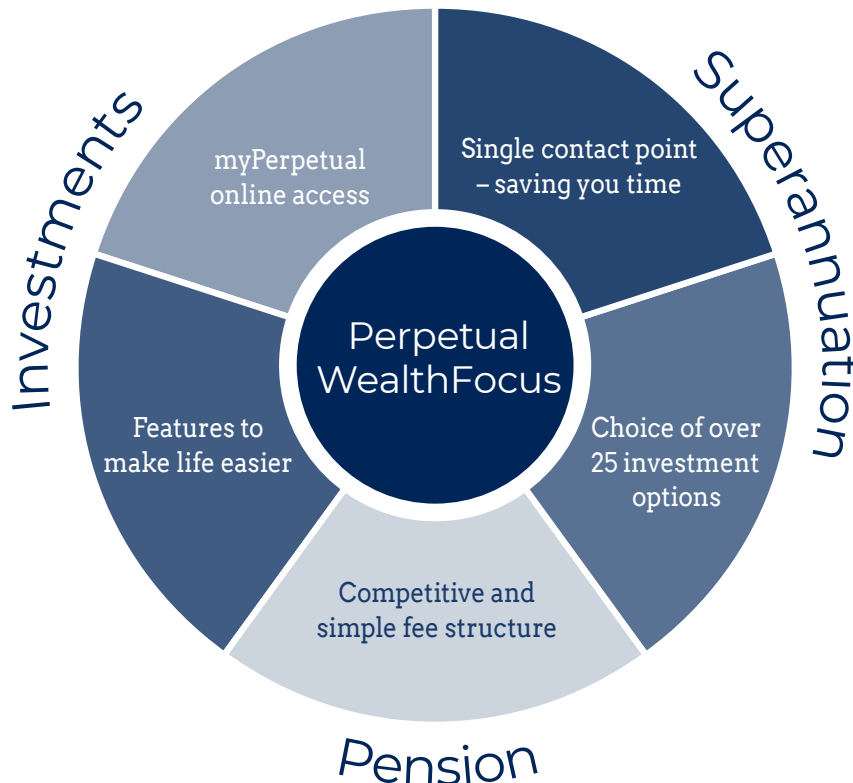 Investments
Superannuation
myPerpetual
online access
Single contact point
– saving you time
Perpetual
WealthFocus
Features to
make life easier
Choice of over
25 investment
options
Competitive and
simple fee structure
Pension